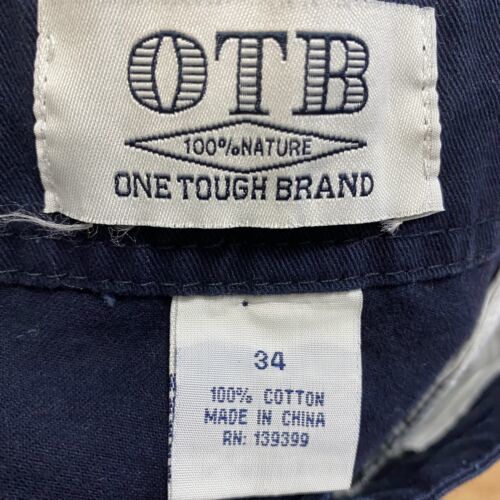 OTB
100%NATURE
ONE TOUGH BRAND
34
100% COTTON
MADE IN CHINA
RN: 139399